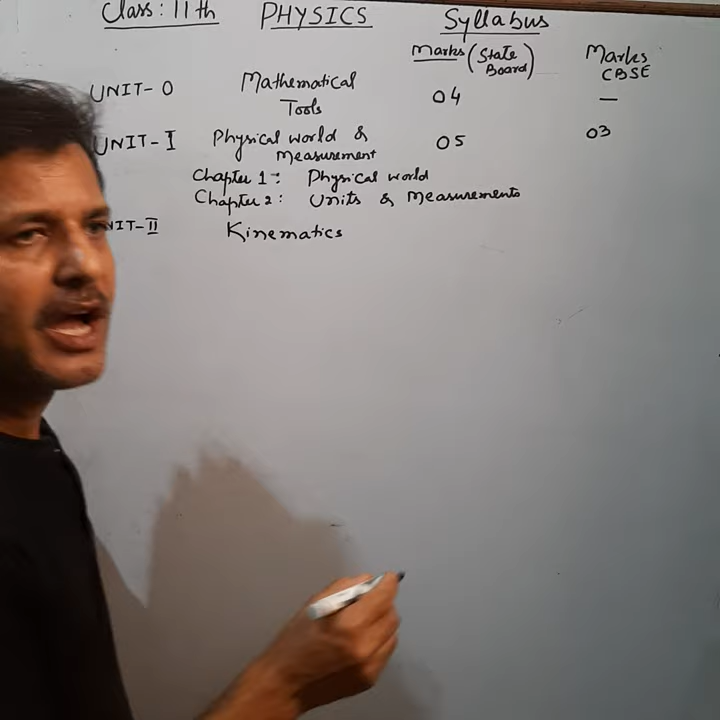 Class: 11th PHYSICS Syllabus
Marks (State Board) Marks CBSE
UNIT- 0 Mathematical Tools 04 —
UNIT- I Physical world & Measurement 05 03
Chapter 1: Physical world
Chapter 2: Units & Measurements
NIT- II Kinematics